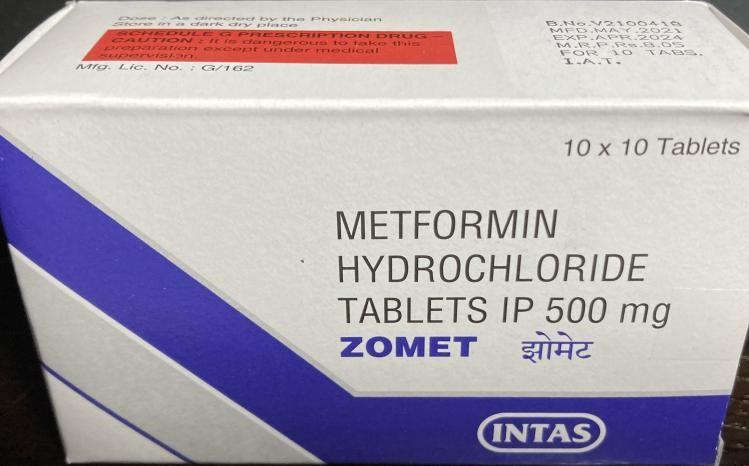 Dose : As directed by the Physician
Store in a dark dry place
SCHEDULE G PRESCRIPTION DRUG –
CAUTION : It is dangerous to take this
preparation except under medical
supervision.
Mfg. Lic. No. : G/162
B.No.V2100418
MFD.MAY.2021
EXP.APR.2024
M.R.P.Rs.8.05
FOR 10 TABS.
I.A.T.
10 x 10 Tablets
METFORMIN
HYDROCHLORIDE
TABLETS IP 500 mg
ZOMET झोमेट
INTAS